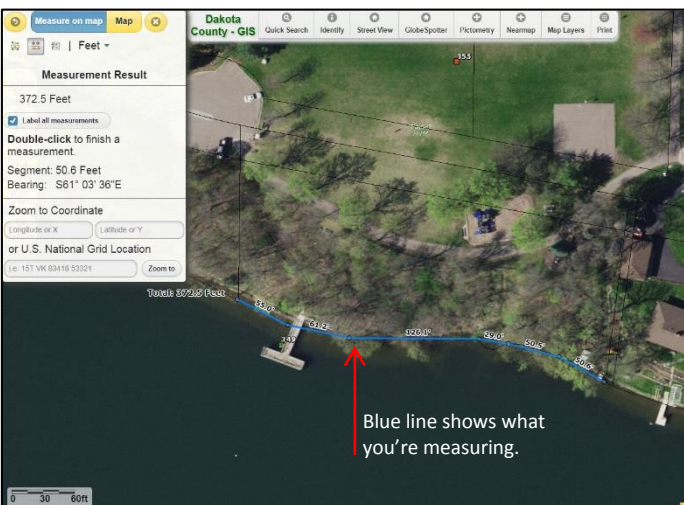 Measure on map Map
Feet
Measurement Result
372.5 Feet
Label all measurements
Double-click to finish a
measurement.
Segment: 50.6 Feet
Bearing: S61° 03' 36"E
Zoom to Coordinate
Longitude or X Latitude or Y
or U.S. National Grid Location
i.e. 15T VK 83416 53321 Zoom to
Dakota
County - GIS
Quick Search Identify Street View GlobeSpotter Pictometry Nearmap Map Layers Print
153
Total: 372.5 Feet
55.0'
61.2
349
126.1'
29.0'
50.5'
50.6'
Blue line shows what
you're measuring.
0 30 60ft